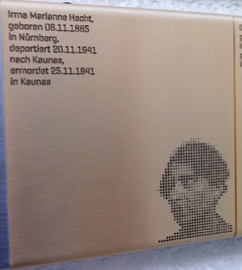 Irma Marianne Hecht,
geboren 06.11.1885
in Nürnberg,
deportiert 20.11.1941
nach Kaunas,
ermordet 25.11.1941
in Kaunas